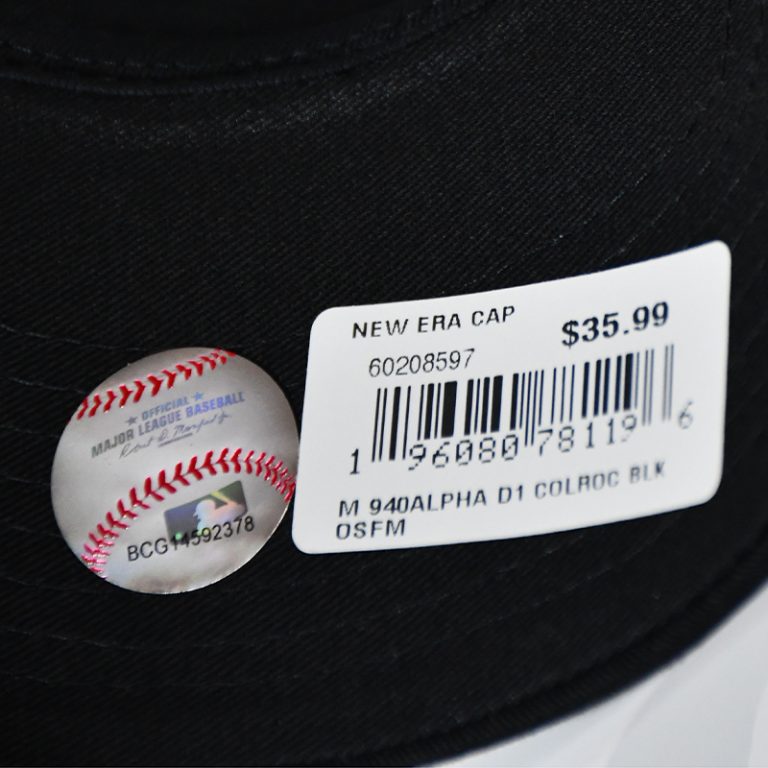 NEW ERA CAP
$35.99
60208597
1 96080 78119 6
M 940ALPHA D1 COLROC BLK
OSFM
★ OFFICIAL ★
MAJOR LEAGUE BASEBALL
BCG14592378